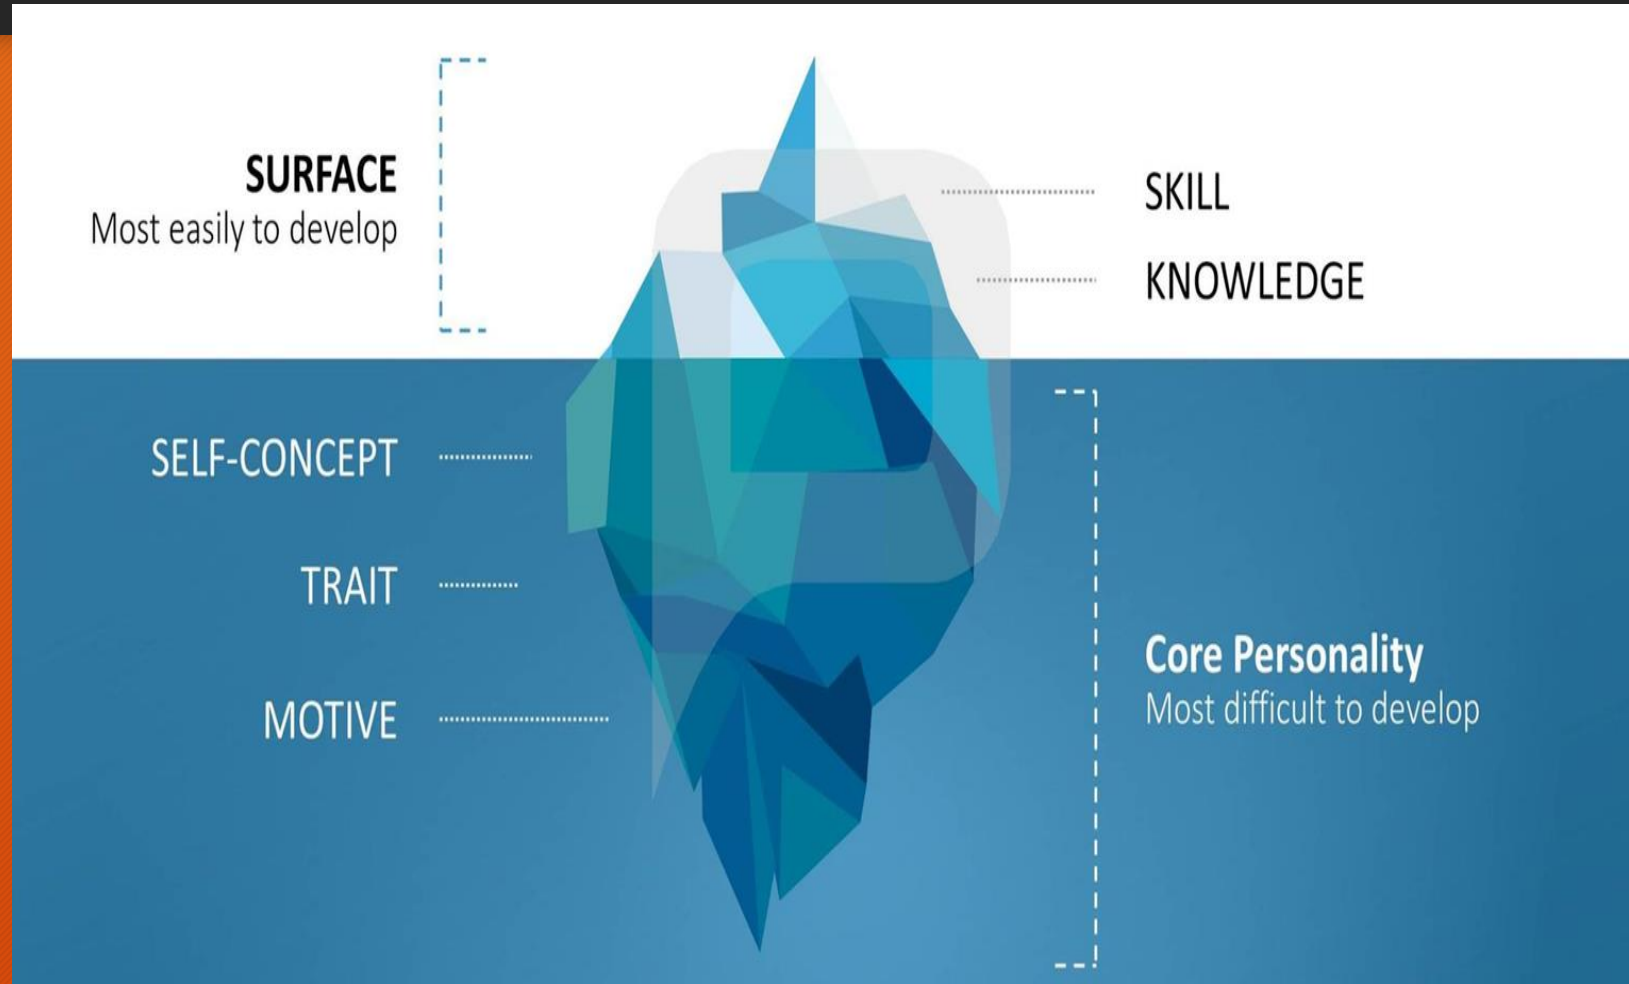 SURFACE
Most easily to develop
SKILL
KNOWLEDGE
SELF-CONCEPT
TRAIT
MOTIVE
Core Personality
Most difficult to develop